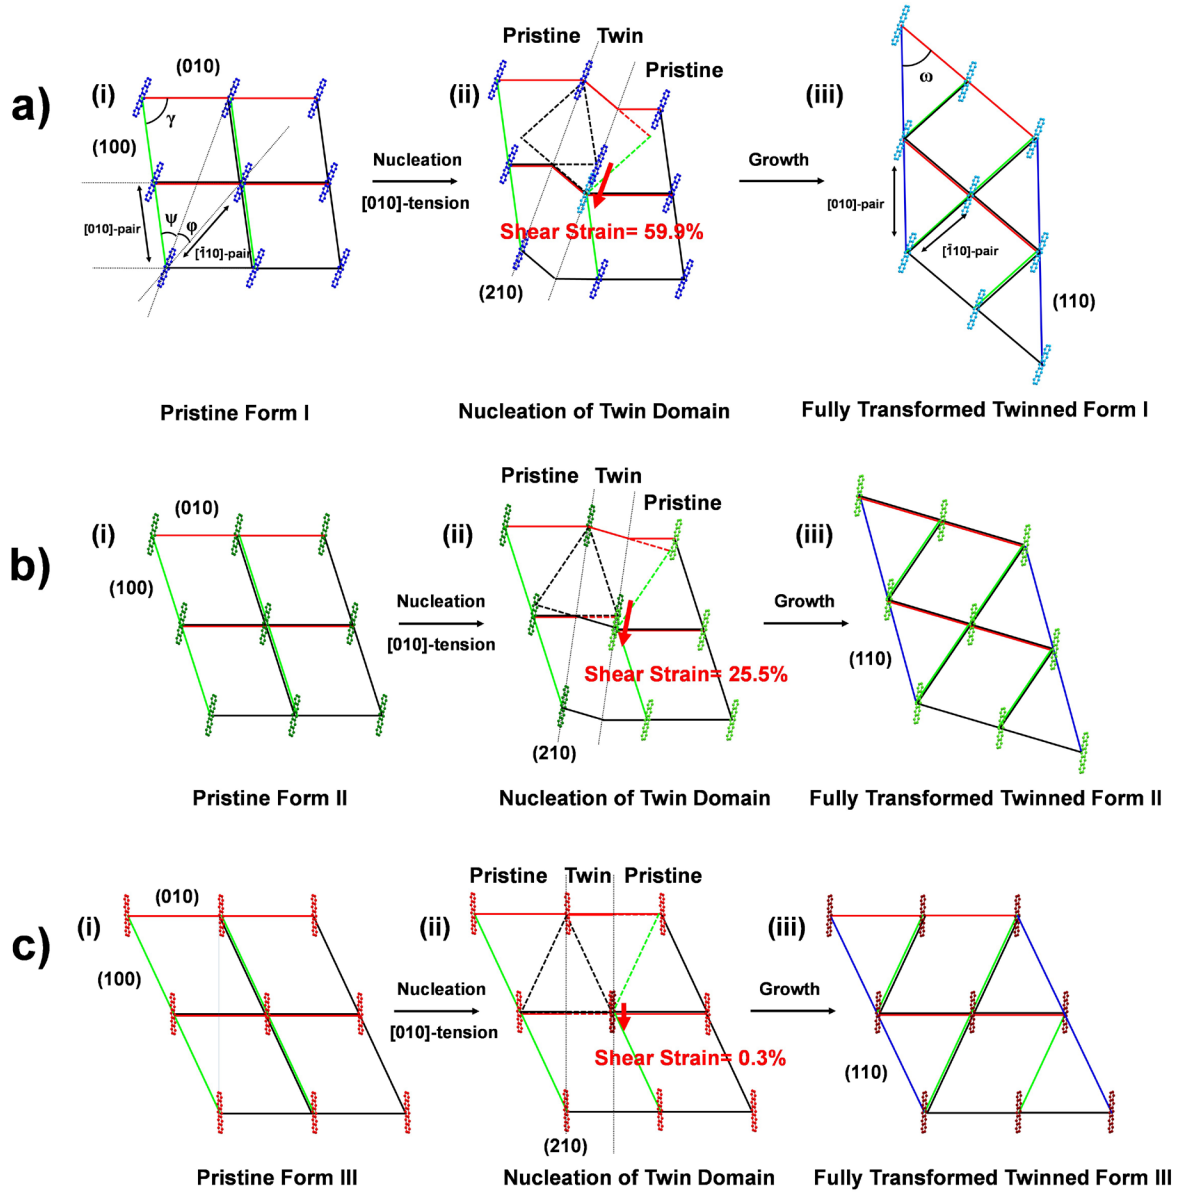 a)
(i)
(010)
γ
(100)
[010]-pair
ψ
φ
[1̄10]-pair
Pristine Form I
Nucleation
[010]-tension
(ii)
Pristine Twin
Pristine
Shear Strain= 59.9%
(210)
Nucleation of Twin Domain
Growth
(iii)
ω
[010]-pair
[1̄10]-pair
(110)
Fully Transformed Twinned Form I
b)
(i)
(010)
(100)
Pristine Form II
Nucleation
[010]-tension
(ii)
Pristine Twin
Pristine
Shear Strain= 25.5%
(210)
Nucleation of Twin Domain
Growth
(iii)
(110)
Fully Transformed Twinned Form II
c)
(i)
(010)
(100)
Pristine Form III
Nucleation
[010]-tension
(ii)
Pristine Twin Pristine
Shear Strain= 0.3%
(210)
Nucleation of Twin Domain
Growth
(iii)
(110)
Fully Transformed Twinned Form III